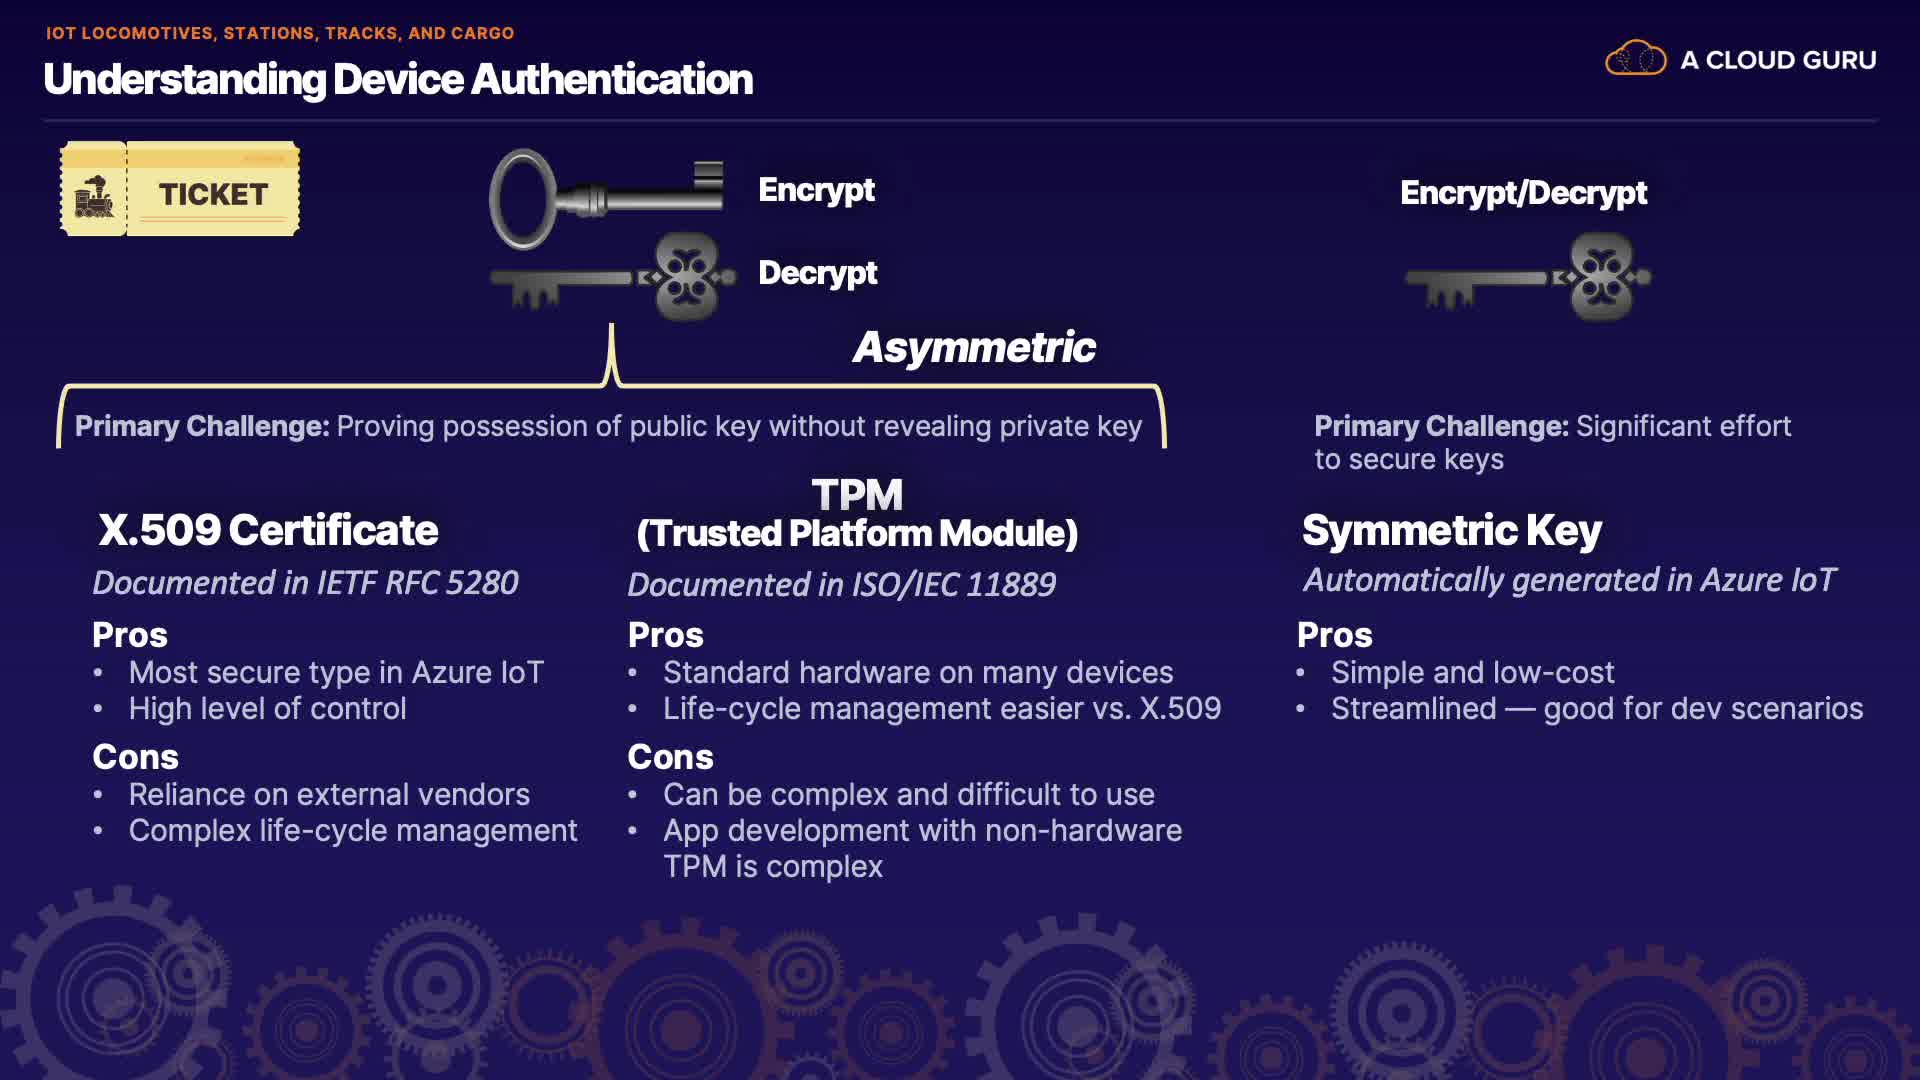 IOT LOCOMOTIVES, STATIONS, TRACKS, AND CARGO
Understanding Device Authentication
A CLOUD GURU
TICKET
Encrypt
Decrypt
Encrypt/Decrypt
Asymmetric
Primary Challenge: Proving possession of public key without revealing private key
Primary Challenge: Significant effort
to secure keys
X.509 Certificate
Documented in IETF RFC 5280
Pros
• Most secure type in Azure IoT
• High level of control
Cons
• Reliance on external vendors
• Complex life-cycle management
TPM
(Trusted Platform Module)
Documented in ISO/IEC 11889
Pros
• Standard hardware on many devices
• Life-cycle management easier vs. X.509
Cons
• Can be complex and difficult to use
• App development with non-hardware
TPM is complex
Symmetric Key
Automatically generated in Azure IoT
Pros
• Simple and low-cost
• Streamlined — good for dev scenarios